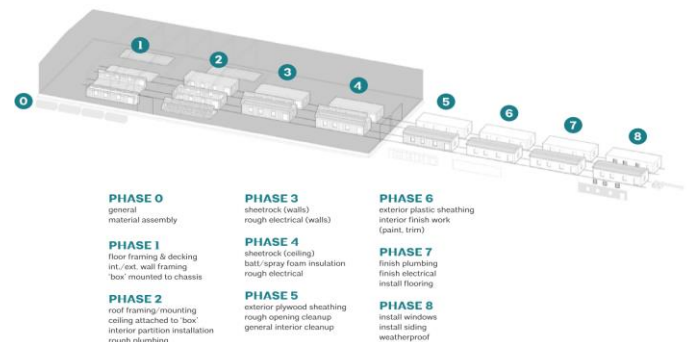 1
2
3
4
0
5
6
7
8
PHASE 0
general
material assembly
PHASE 1
floor framing & decking
int./ext. wall framing
'box' mounted to chassis
PHASE 2
roof framing/mounting
ceiling attached to 'box'
interior partition installation
rough plumbing
PHASE 3
sheetrock (walls)
rough electrical (walls)
PHASE 4
sheetrock (ceiling)
batt/spray foam insulation
rough electrical
PHASE 5
exterior plywood sheathing
rough opening cleanup
general interior cleanup
PHASE 6
exterior plastic sheathing
interior finish work
(paint, trim)
PHASE 7
finish plumbing
finish electrical
install flooring
PHASE 8
install windows
install siding
weatherproof